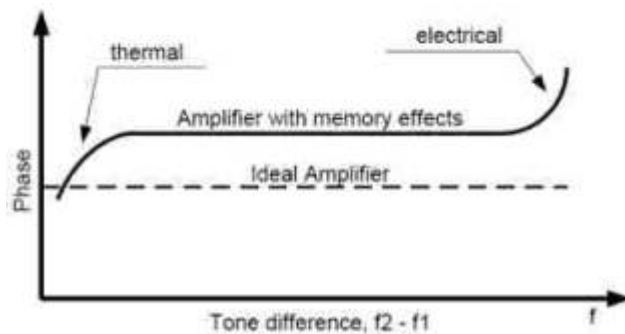 thermal
electrical
Amplifier with memory effects
Ideal Amplifier
Phase
Tone difference, f2 - f1
f